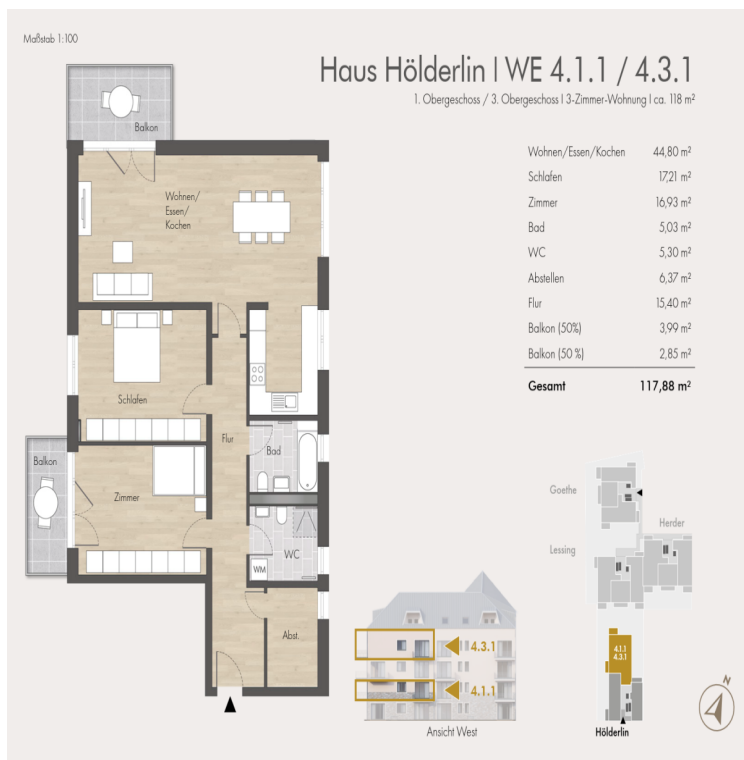 Maßstab 1:100
Haus Hölderlin | WE 4.1.1 / 4.3.1
1. Obergeschoss / 3. Obergeschoss | 3-Zimmer-Wohnung | ca. 118 m²
Wohnen/Essen/Kochen 44,80 m²
Schlafen 17,21 m²
Zimmer 16,93 m²
Bad 5,03 m²
WC 5,30 m²
Abstellen 6,37 m²
Flur 15,40 m²
Balkon (50%) 3,99 m²
Balkon (50 %) 2,85 m²
Gesamt 117,88 m²
Balkon
Wohnen/
Essen/
Kochen
Schlafen
Flur
Bad
Balkon
Zimmer
WC
WM
Abst.
4.3.1
4.1.1
Ansicht West
Goethe
Herder
Lessing
4.1.1
4.3.1
Hölderlin
N